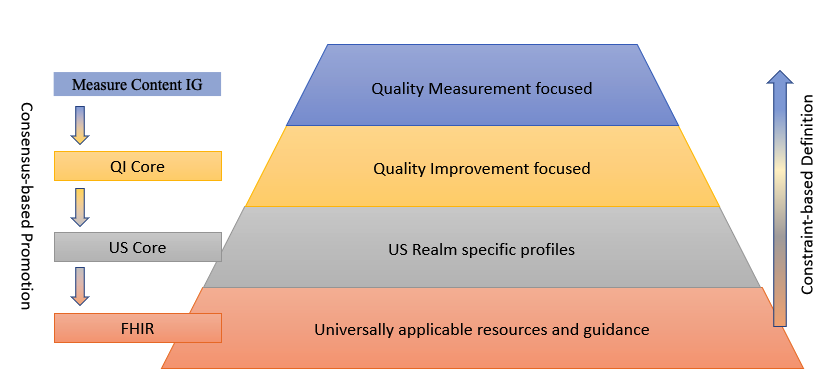 Measure Content IG
Quality Measurement focused
QI Core
Quality Improvement focused
US Core
US Realm specific profiles
FHIR
Universally applicable resources and guidance
Consensus-based Promotion
Constraint-based Definition